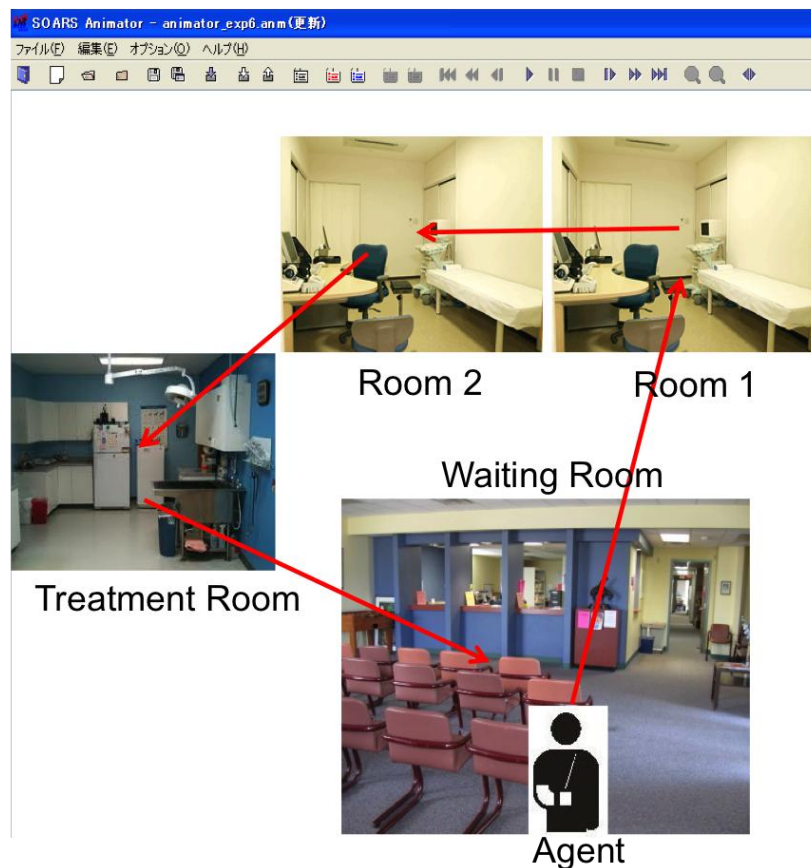 SOARS Animator - animator_exp6.anm(更新)
ファイル(F) 編集(E) オプション(O) ヘルプ(H)
Room 2
Room 1
Waiting Room
Treatment Room
Agent